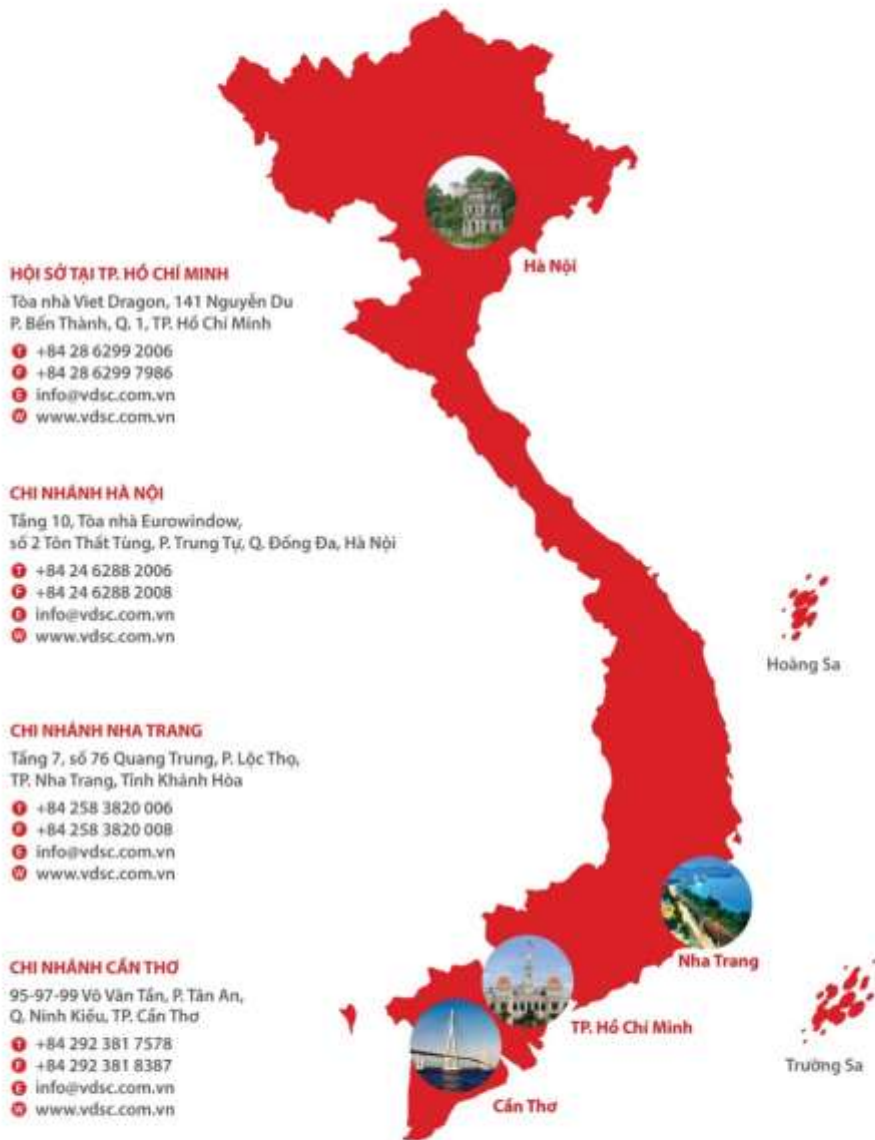 HỘI SỞ TẠI TP. HỒ CHÍ MINH
Tòa nhà Viet Dragon, 141 Nguyễn Du
P. Bến Thành, Q. 1, TP. Hồ Chí Minh
T +84 28 6299 2006
F +84 28 6299 7986
E info@vdsc.com.vn
W www.vdsc.com.vn
CHI NHÁNH HÀ NỘI
Tầng 10, Tòa nhà Eurowindow,
số 2 Tôn Thất Tùng, P. Trung Tự, Q. Đống Đa, Hà Nội
T +84 24 6288 2006
F +84 24 6288 2008
E info@vdsc.com.vn
W www.vdsc.com.vn
CHI NHÁNH NHA TRANG
Tầng 7, số 76 Quang Trung, P. Lộc Thọ,
TP. Nha Trang, Tỉnh Khánh Hòa
T +84 258 3820 006
F +84 258 3820 008
E info@vdsc.com.vn
W www.vdsc.com.vn
CHI NHÁNH CẦN THƠ
95-97-99 Võ Văn Tần, P. Tân An,
Q. Ninh Kiều, TP. Cần Thơ
T +84 292 381 7578
F +84 292 381 8387
E info@vdsc.com.vn
W www.vdsc.com.vn
Hà Nội
Hoàng Sa
Nha Trang
TP. Hồ Chí Minh
Trường Sa
Cần Thơ